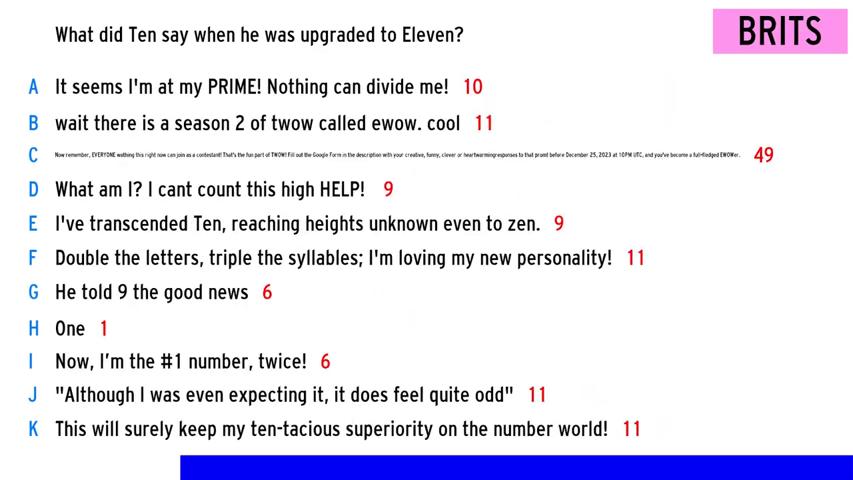 What did Ten say when he was upgraded to Eleven?
BRITS
A It seems I'm at my PRIME! Nothing can divide me! 10
B wait there is a season 2 of twow called ewow. cool 11
C Now remember, EVERYONE wathing this right now can join as a contestant! That's the fun part of TWOW! Fill out the Google Form in the description with your creative, funny, clever or heartwarmingresponses to that promt before December 25, 2023 at 10PM UTC, and you've become a full-fledged EWOWer. 49
D What am I? I cant count this high HELP! 9
E I've transcended Ten, reaching heights unknown even to zen. 9
F Double the letters, triple the syllables; I'm loving my new personality! 11
G He told 9 the good news 6
H One 1
I Now, I’m the #1 number, twice! 6
J "Although I was even expecting it, it does feel quite odd" 11
K This will surely keep my ten-tacious superiority on the number world! 11